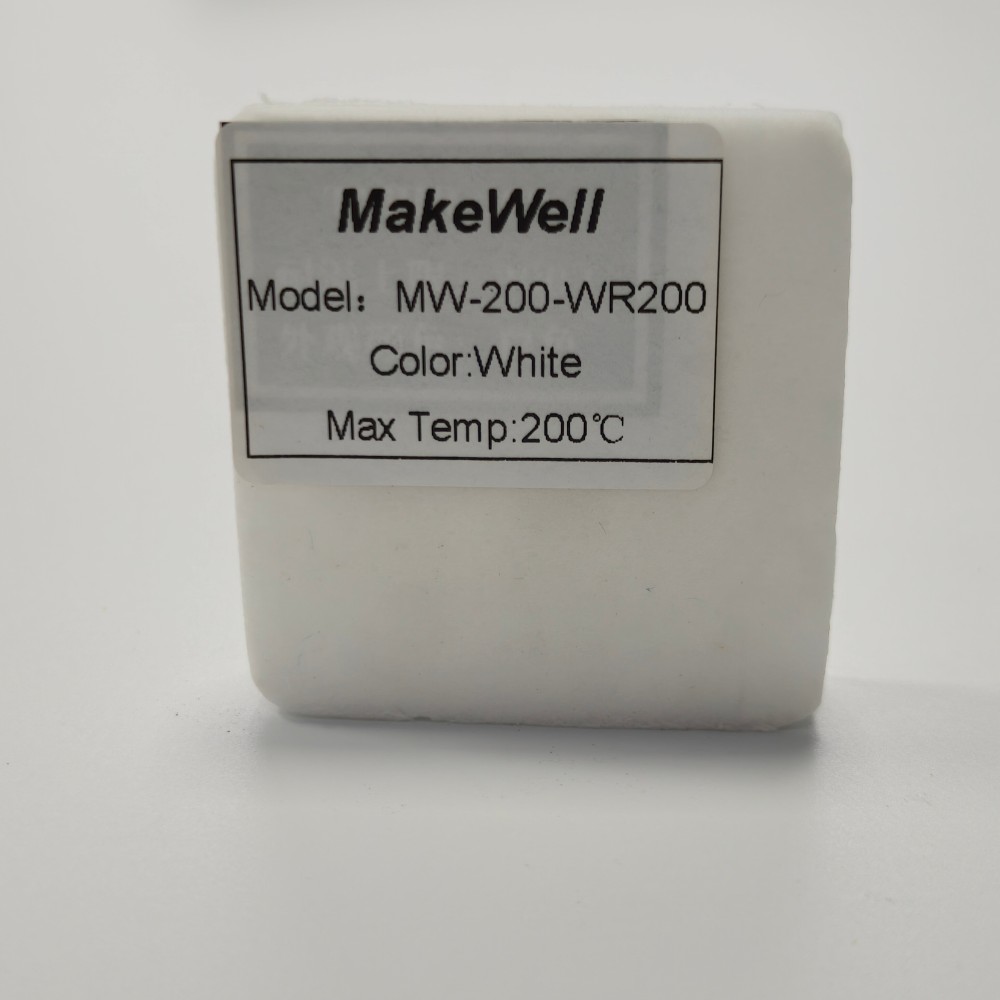 MakeWell
Model：MW-200-WR200
Color:White
Max Temp:200℃